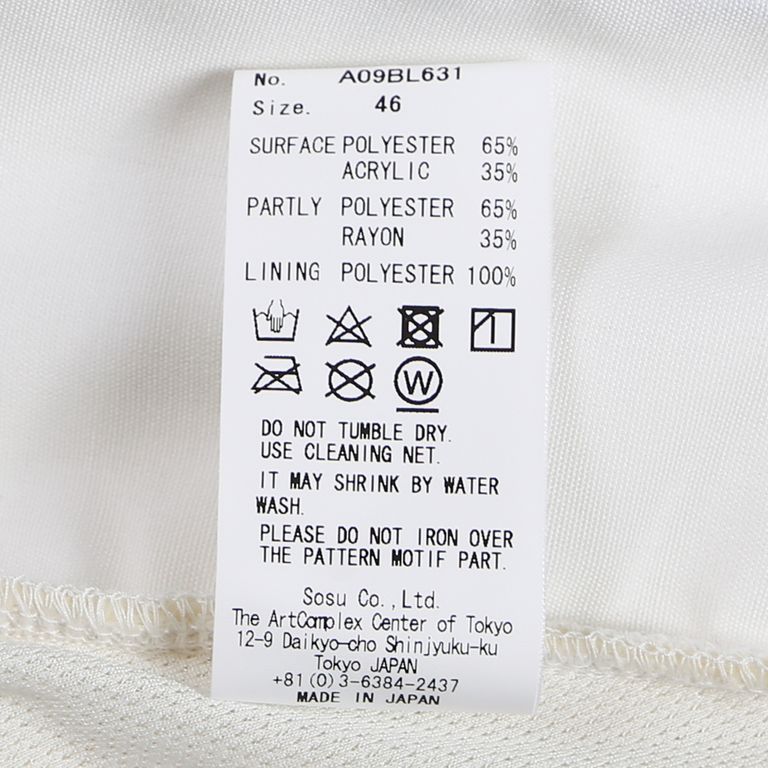 No. A09BL631
Size. 46
SURFACE POLYESTER 65%
ACRYLIC 35%
PARTLY POLYESTER 65%
RAYON 35%
LINING POLYESTER 100%
W
DO NOT TUMBLE DRY.
USE CLEANING NET.
IT MAY SHRINK BY WATER
WASH.
PLEASE DO NOT IRON OVER
THE PATTERN MOTIF PART.
Sosu Co.,Ltd.
The ArtComplex Center of Tokyo
12-9 Daikyo-cho Shinjyuku-ku
Tokyo JAPAN
+81(0)3-6384-2437
MADE IN JAPAN